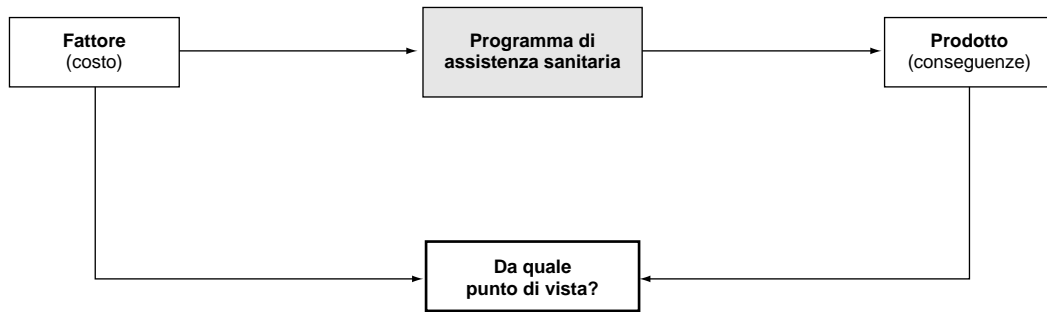 Fattore
(costo)
Programma di
assistenza sanitaria
Prodotto
(conseguenze)
Da quale
punto di vista?